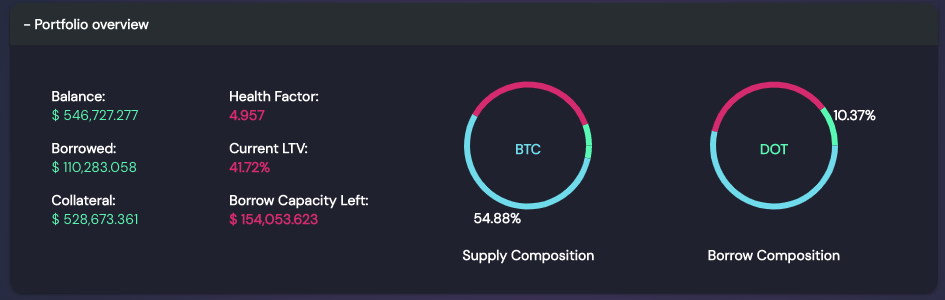 – Portfolio overview
Balance:
$ 546,727.277
Borrowed:
$ 110,283.058
Collateral:
$ 528,673.361
Health Factor:
4.957
Current LTV:
41.72%
Borrow Capacity Left:
$ 154,053.623
BTC
54.88%
Supply Composition
DOT
10.37%
Borrow Composition